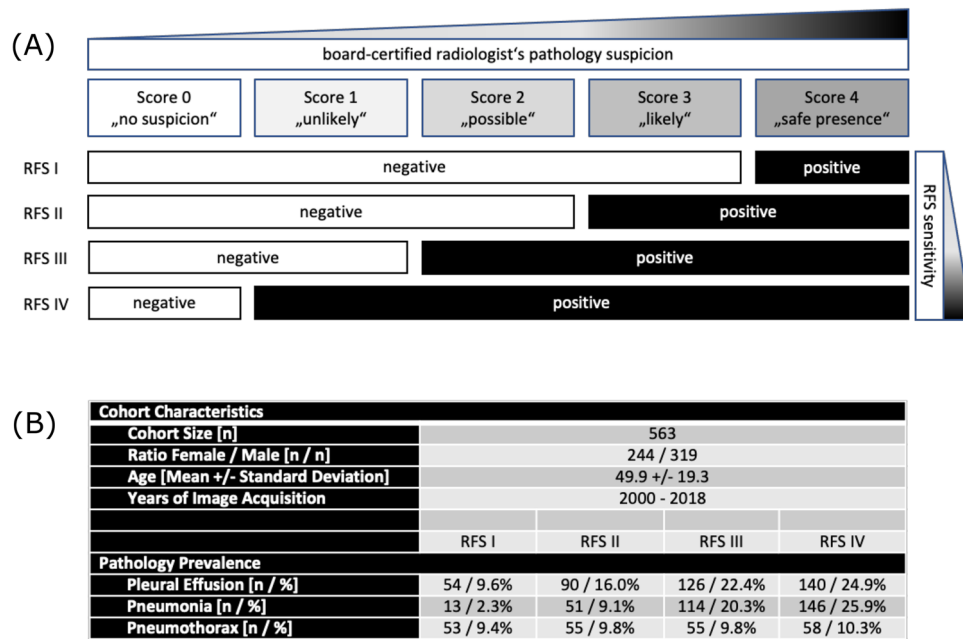 (A)
board-certified radiologist‘s pathology suspicion
Score 0 Score 1 Score 2 Score 3 Score 4
„no suspicion“ „unlikely“ „possible“ „likely“ „safe presence“
RFS I negative positive
RFS II negative positive
RFS III negative positive
RFS IV negative positive
RFS sensitivity
(B)
Cohort Characteristics
Cohort Size [n] 563
Ratio Female / Male [n / n] 244 / 319
Age [Mean +/- Standard Deviation] 49.9 +/- 19.3
Years of Image Acquisition 2000 - 2018
RFS I RFS II RFS III RFS IV
Pathology Prevalence
Pleural Effusion [n / %] 54 / 9.6% 90 / 16.0% 126 / 22.4% 140 / 24.9%
Pneumonia [n / %] 13 / 2.3% 51 / 9.1% 114 / 20.3% 146 / 25.9%
Pneumothorax [n / %] 53 / 9.4% 55 / 9.8% 55 / 9.8% 58 / 10.3%